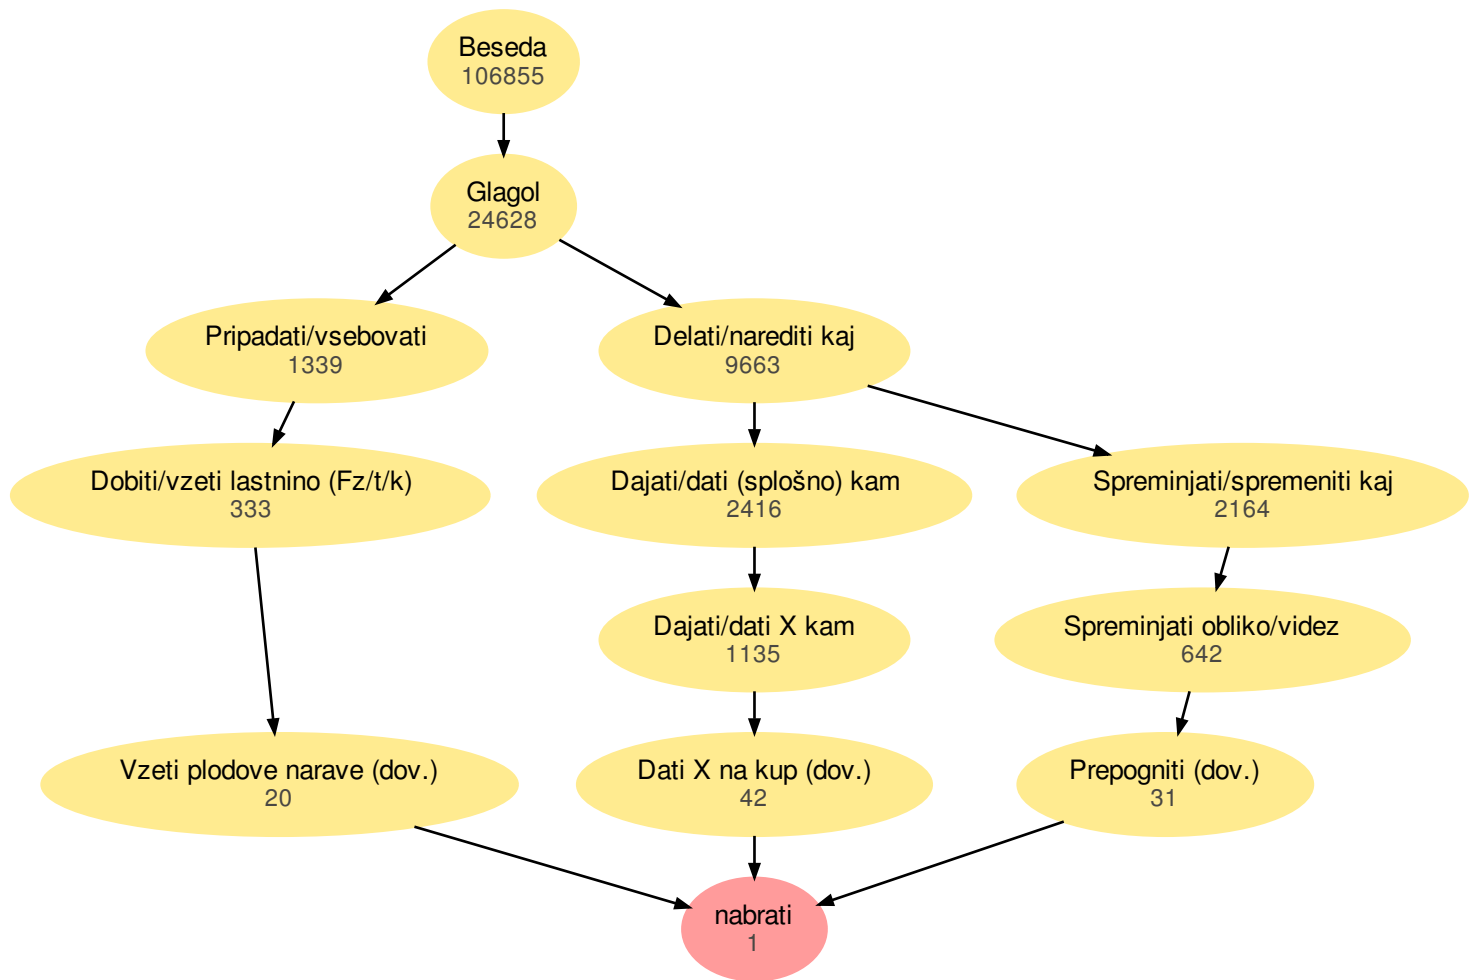 Beseda
106855
Glagol
24628
Pripadati/vsebovati
1339
Delati/narediti kaj
9663
Dobiti/vzeti lastnino (Fz/t/k)
333
Dajati/dati (splošno) kam
2416
Spreminjati/spremeniti kaj
2164
Dajati/dati X kam
1135
Spreminjati obliko/videz
642
Vzeti plodove narave (dov.)
20
Dati X na kup (dov.)
42
Prepogniti (dov.)
31
nabrati
1